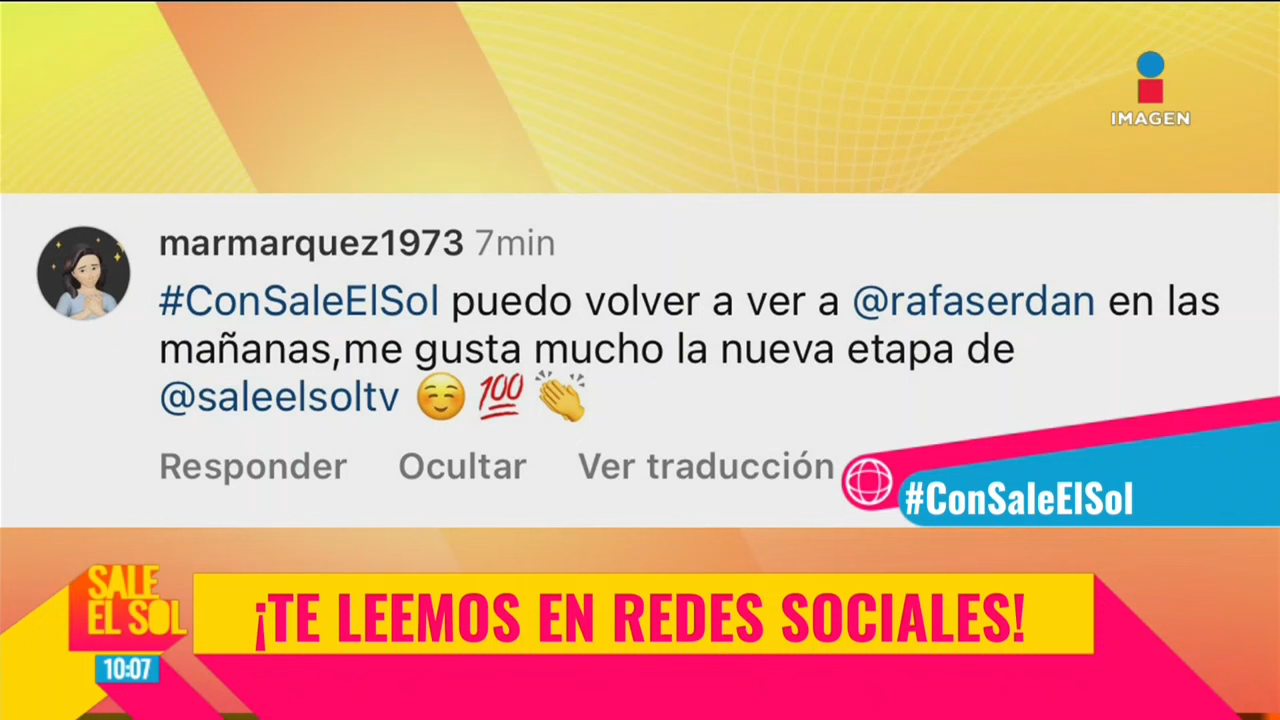 IMAGEN
marmarquez1973 7min
#ConSaleElSol puedo volver a ver a @rafaserdan en las
mañanas,me gusta mucho la nueva etapa de
@saleelsoltv ☺️ 💯 👏
Responder Ocultar Ver traducción
#ConSaleElSol
SALE
EL SOL
¡TE LEEMOS EN REDES SOCIALES!
10:07